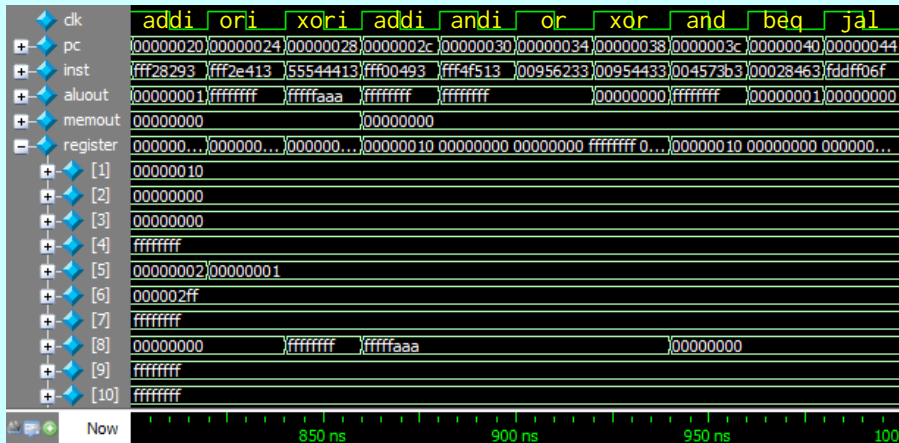 clk addi ori xori addi andi or xor and beq jal
pc 00000020 00000024 00000028 0000002c 00000030 00000034 00000038 0000003c 00000040 00000044
inst fff28293 fff2e413 55544413 fff00493 fff4f513 00956233 00954433 004573b3 00028463 fddff06f
aluout 00000001 ffffffff fffffaaa ffffffff ffffffff 00000000 ffffffff 00000001 00000000
memout 00000000 00000000
register 000000... 000000... 000000... 00000010 00000000 00000000 ffffffff 0... 00000010 00000000 000000...
[1] 00000010
[2] 00000000
[3] 00000000
[4] ffffffff
[5] 00000002 00000001
[6] 000002ff
[7] ffffffff
[8] 00000000 ffffffff fffffaaa 00000000
[9] ffffffff
[10] ffffffff
Now 850 ns 900 ns 950 ns 100